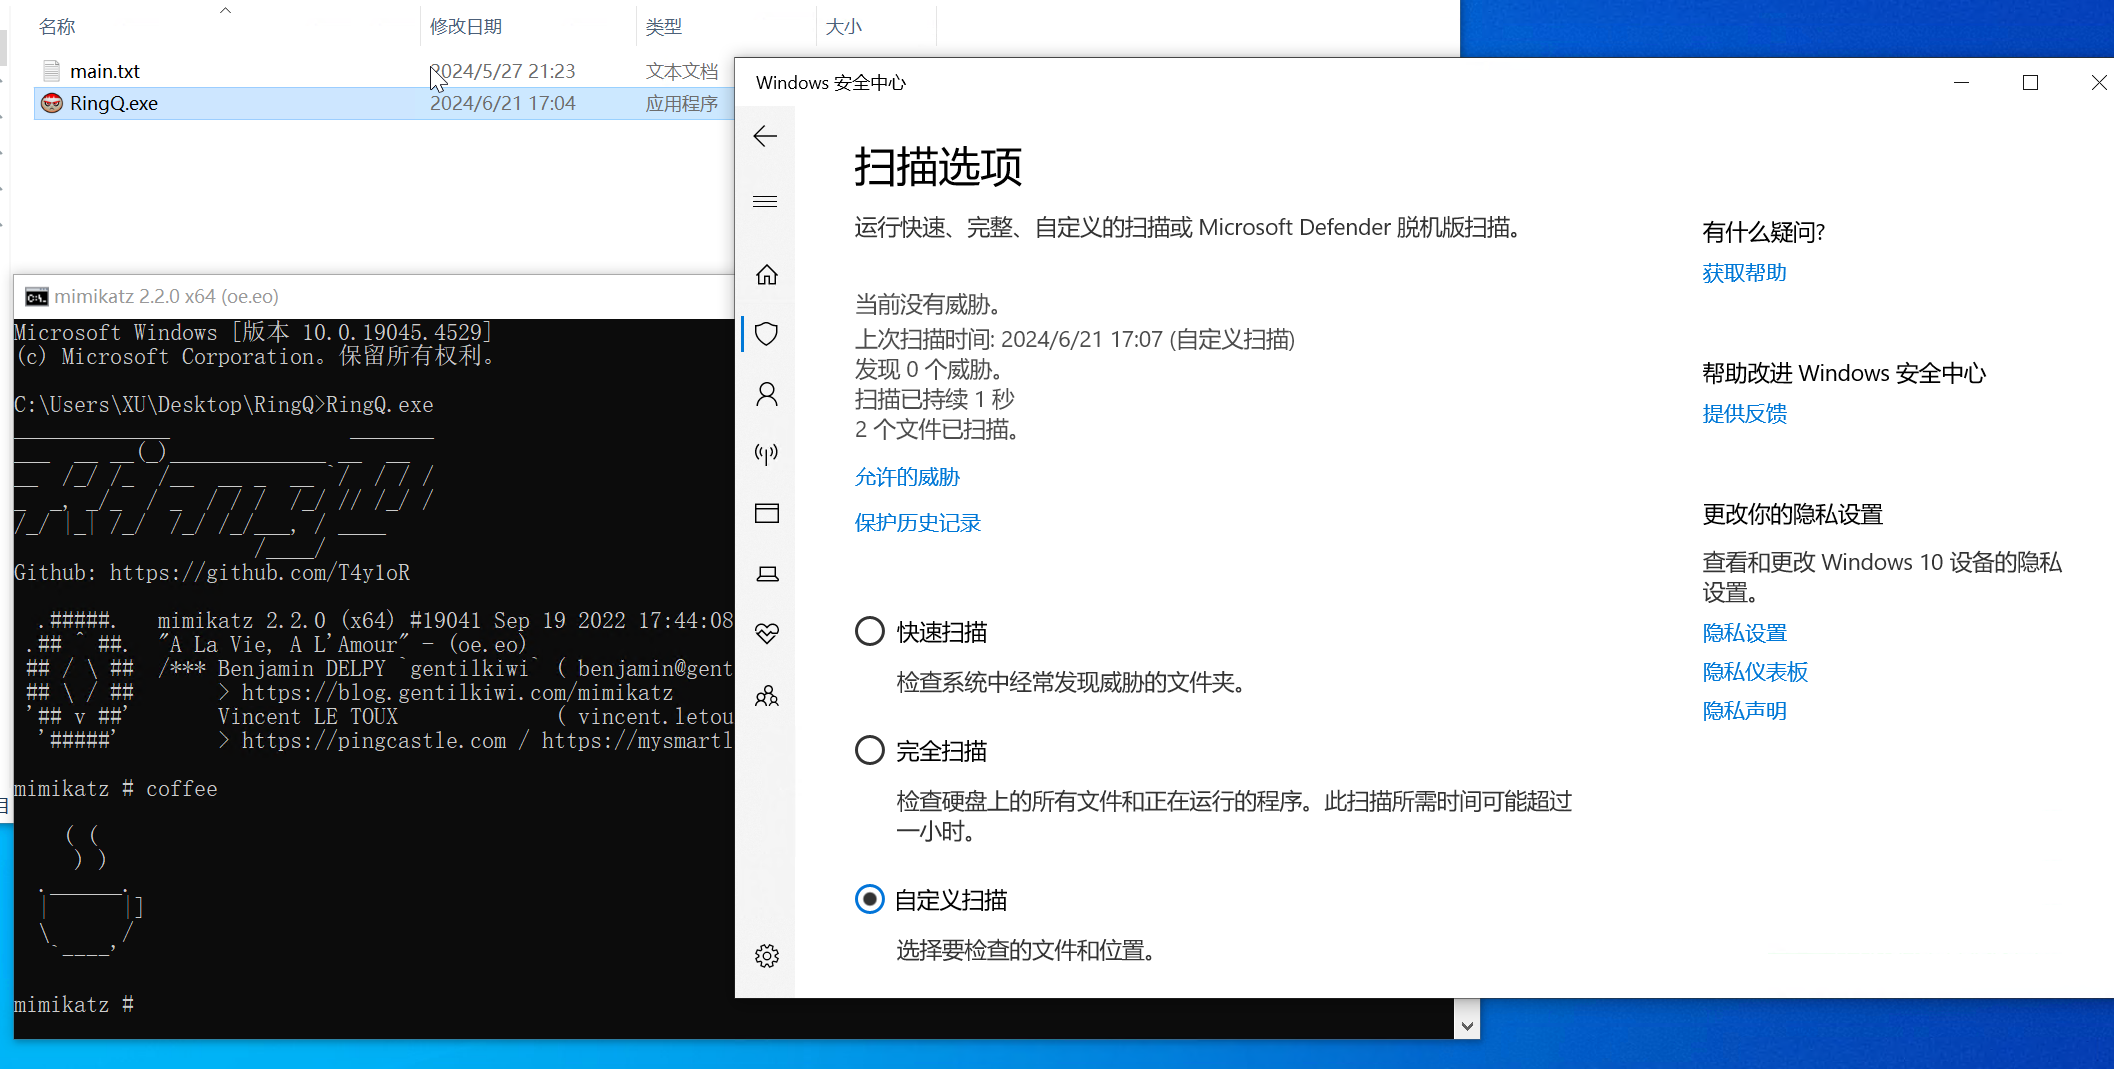 名称 修改日期 类型 大小
main.txt 2024/5/27 21:23 文本文档
RingQ.exe 2024/6/21 17:04 应用程序
mimikatz 2.2.0 x64 (oe.eo)
Microsoft Windows [版本 10.0.19045.4529]
(c) Microsoft Corporation。保留所有权利。
C:\Users\XU\Desktop\RingQ>RingQ.exe
Github: https://github.com/T4y1oR
.#####.   mimikatz 2.2.0 (x64) #19041 Sep 19 2022 17:44:08
.## ^ ##.  "A La Vie, A L'Amour" - (oe.eo)
## / \ ##  /*** Benjamin DELPY `gentilkiwi` ( benjamin@gent
## \ / ##       > https://blog.gentilkiwi.com/mimikatz
'## v ##'       Vincent LE TOUX             ( vincent.letou
'#####'        > https://pingcastle.com / https://mysmartl
mimikatz # coffee
mimikatz #
Windows 安全中心
扫描选项
运行快速、完整、自定义的扫描或 Microsoft Defender 脱机版扫描。
当前没有威胁。
上次扫描时间: 2024/6/21 17:07 (自定义扫描)
发现 0 个威胁。
扫描已持续 1 秒
2 个文件已扫描。
允许的威胁
保护历史记录
快速扫描
检查系统中经常发现威胁的文件夹。
完全扫描
检查硬盘上的所有文件和正在运行的程序。此扫描所需时间可能超过
一小时。
自定义扫描
选择要检查的文件和位置。
有什么疑问?
获取帮助
帮助改进 Windows 安全中心
提供反馈
更改你的隐私设置
查看和更改 Windows 10 设备的隐私
设置。
隐私设置
隐私仪表板
隐私声明